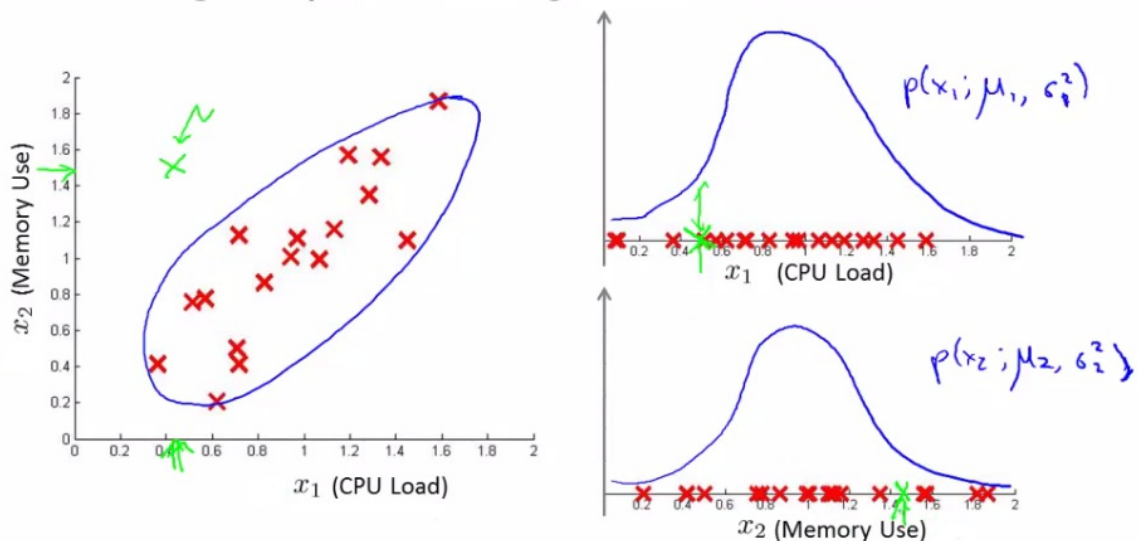 2
1.8
1.6
1.4
1.2
1
0.8
0.6
0.4
0.2
0
x₂ (Memory Use)
0 0.2 0.4 0.6 0.8 1 1.2 1.4 1.6 1.8 2
x₁ (CPU Load)
p(x₁; μ₁, σ₁²)
0.2 0.4 0.6 0.8 1 1.2 1.4 1.6 1.8 2
x₁ (CPU Load)
p(x₂; μ₂, σ₂²)
0.2 0.4 0.6 0.8 1 1.2 1.4 1.6 1.8 2
x₂ (Memory Use)